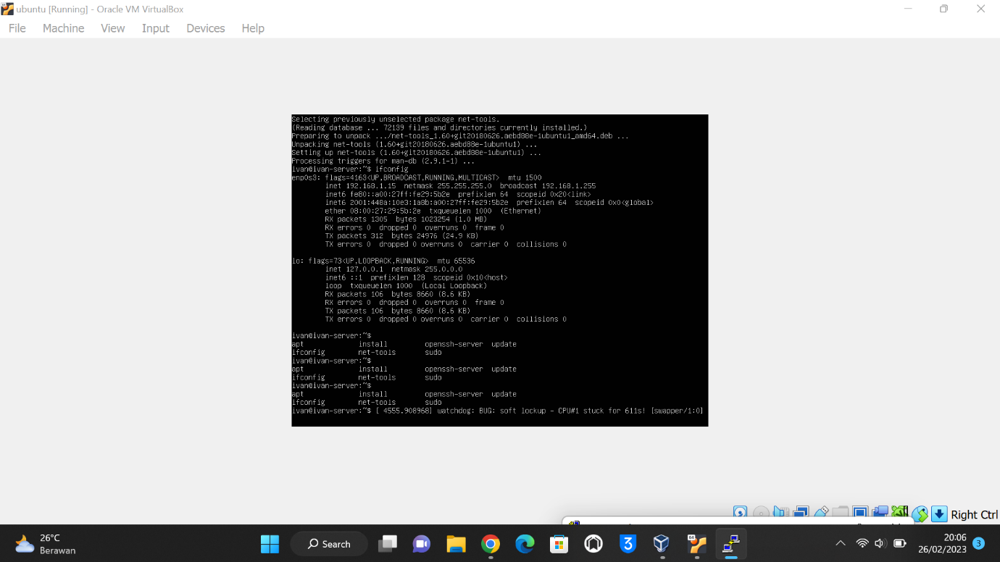 ubuntu [Running] - Oracle VM VirtualBox
File Machine View Input Devices Help
Selecting previously unselected package net-tools.
(Reading database ... 72139 files and directories currently installed.)
Preparing to unpack .../net-tools_1.60+git20180626.aebd88e-1ubuntu1_amd64.deb ...
Unpacking net-tools (1.60+git20180626.aebd88e-1ubuntu1) ...
Setting up net-tools (1.60+git20180626.aebd88e-1ubuntu1) ...
Processing triggers for man-db (2.9.1-1) ...
ivan@ivan-server:~$ ifconfig
enp0s3: flags=4163<UP,BROADCAST,RUNNING,MULTICAST>  mtu 1500
        inet 192.168.1.15  netmask 255.255.255.0  broadcast 192.168.1.255
        inet6 fe80::a00:27ff:fe29:5b2e  prefixlen 64  scopeid 0x20<link>
        inet6 2001:448a:10e3:1a8b:a00:27ff:fe29:5b2e  prefixlen 64  scopeid 0x0<global>
        ether 08:00:27:29:5b:2e  txqueuelen 1000  (Ethernet)
        RX packets 1305  bytes 1023254 (1.0 MB)
        RX errors 0  dropped 0  overruns 0  frame 0
        TX packets 312  bytes 24976 (24.9 KB)
        TX errors 0  dropped 0 overruns 0  carrier 0  collisions 0
lo: flags=73<UP,LOOPBACK,RUNNING>  mtu 65536
        inet 127.0.0.1  netmask 255.0.0.0
        inet6 ::1  prefixlen 128  scopeid 0x10<host>
        loop  txqueuelen 1000  (Local Loopback)
        RX packets 106  bytes 8660 (8.6 KB)
        RX errors 0  dropped 0  overruns 0  frame 0
        TX packets 106  bytes 8660 (8.6 KB)
        TX errors 0  dropped 0 overruns 0  carrier 0  collisions 0
ivan@ivan-server:~$
apt             install         openssh-server  update
ifconfig        net-tools       sudo
ivan@ivan-server:~$
apt             install         openssh-server  update
ifconfig        net-tools       sudo
ivan@ivan-server:~$
apt             install         openssh-server  update
ifconfig        net-tools       sudo
ivan@ivan-server:~$ [ 4555.908968] watchdog: BUG: soft lockup - CPU#1 stuck for 611s! [swapper/1:0]
Right Ctrl
26°C
Berawan
Search
20:06
26/02/2023
3